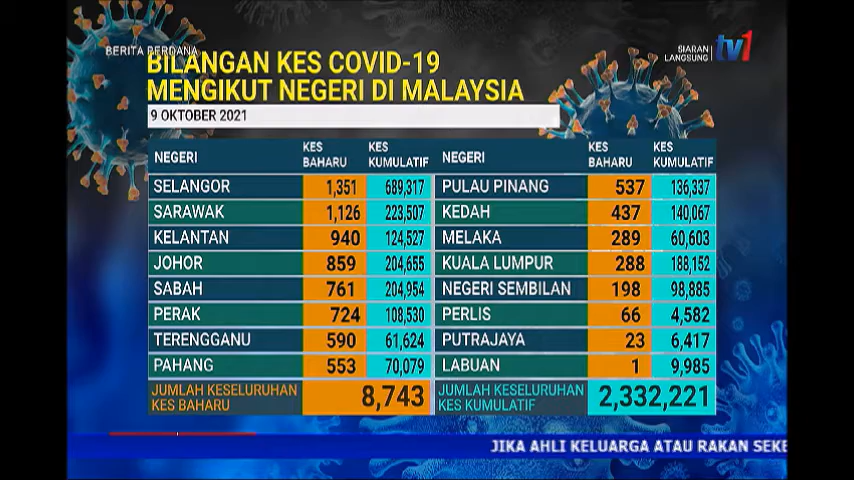 BERITA PERDANA
SIARAN
LANGSUNG
tv1
BILANGAN KES COVID-19
MENGIKUT NEGERI DI MALAYSIA
9 OKTOBER 2021
NEGERI KES BAHARU KES KUMULATIF NEGERI KES BAHARU KES KUMULATIF
SELANGOR 1,351 689,317 PULAU PINANG 537 136,337
SARAWAK 1,126 223,507 KEDAH 437 140,067
KELANTAN 940 124,527 MELAKA 289 60,603
JOHOR 859 204,655 KUALA LUMPUR 288 188,152
SABAH 761 204,954 NEGERI SEMBILAN 198 98,885
PERAK 724 108,530 PERLIS 66 4,582
TERENGGANU 590 61,624 PUTRAJAYA 23 6,417
PAHANG 553 70,079 LABUAN 1 9,985
JUMLAH KESELURUHAN KES BAHARU 8,743 JUMLAH KESELURUHAN KES KUMULATIF 2,332,221
JIKA AHLI KELUARGA ATAU RAKAN SEKE